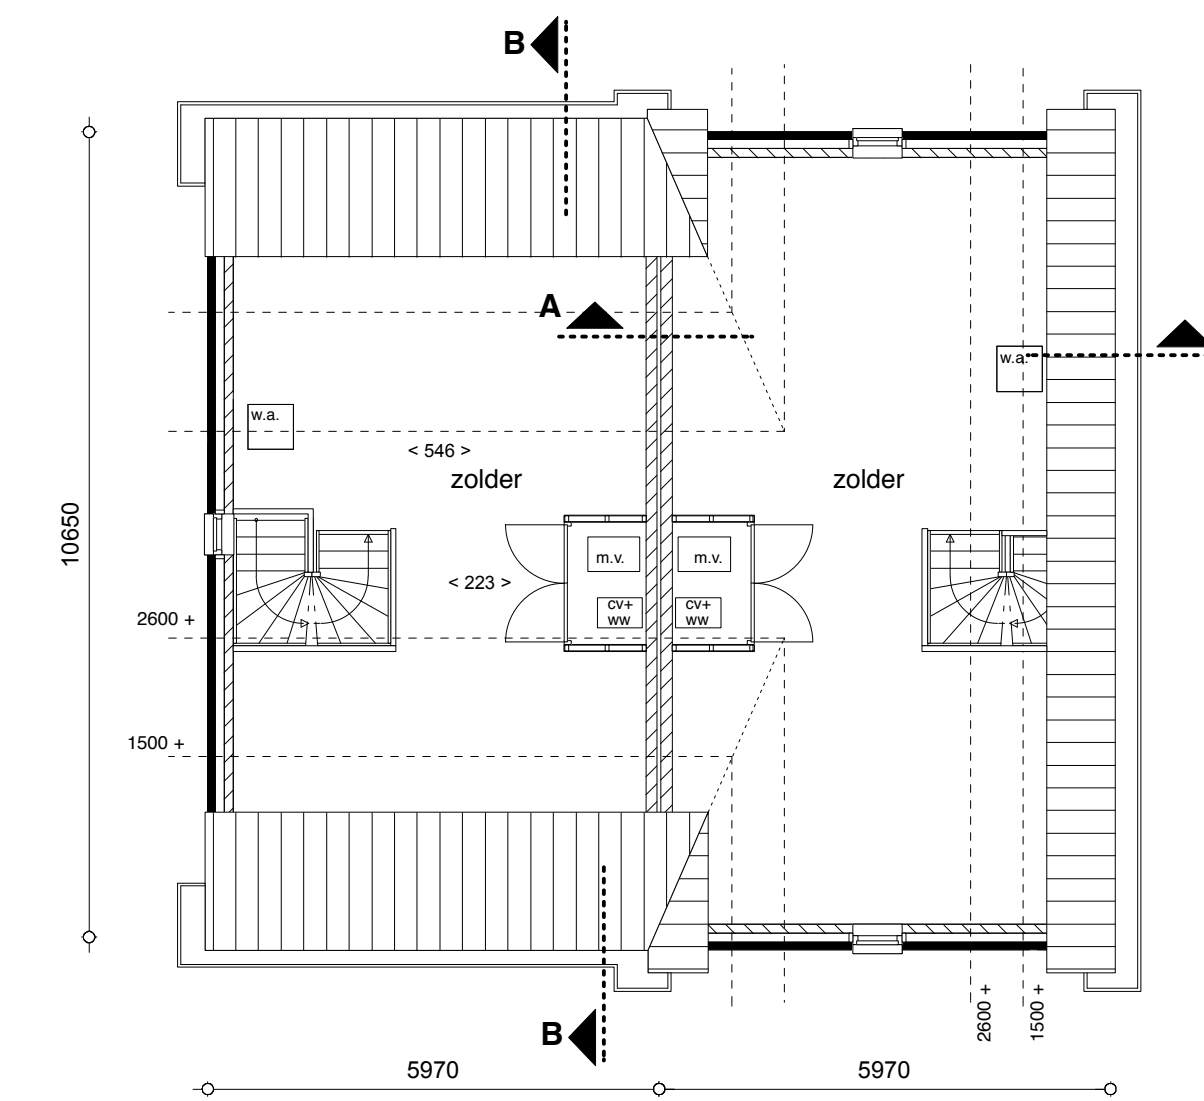 B
A
w.a.
w.a.
< 546 >
zolder
zolder
10650
m.v.
m.v.
< 223 >
cv+
ww
cv+
ww
2600 +
1500 +
2600 +
1500 +
B
5970
5970